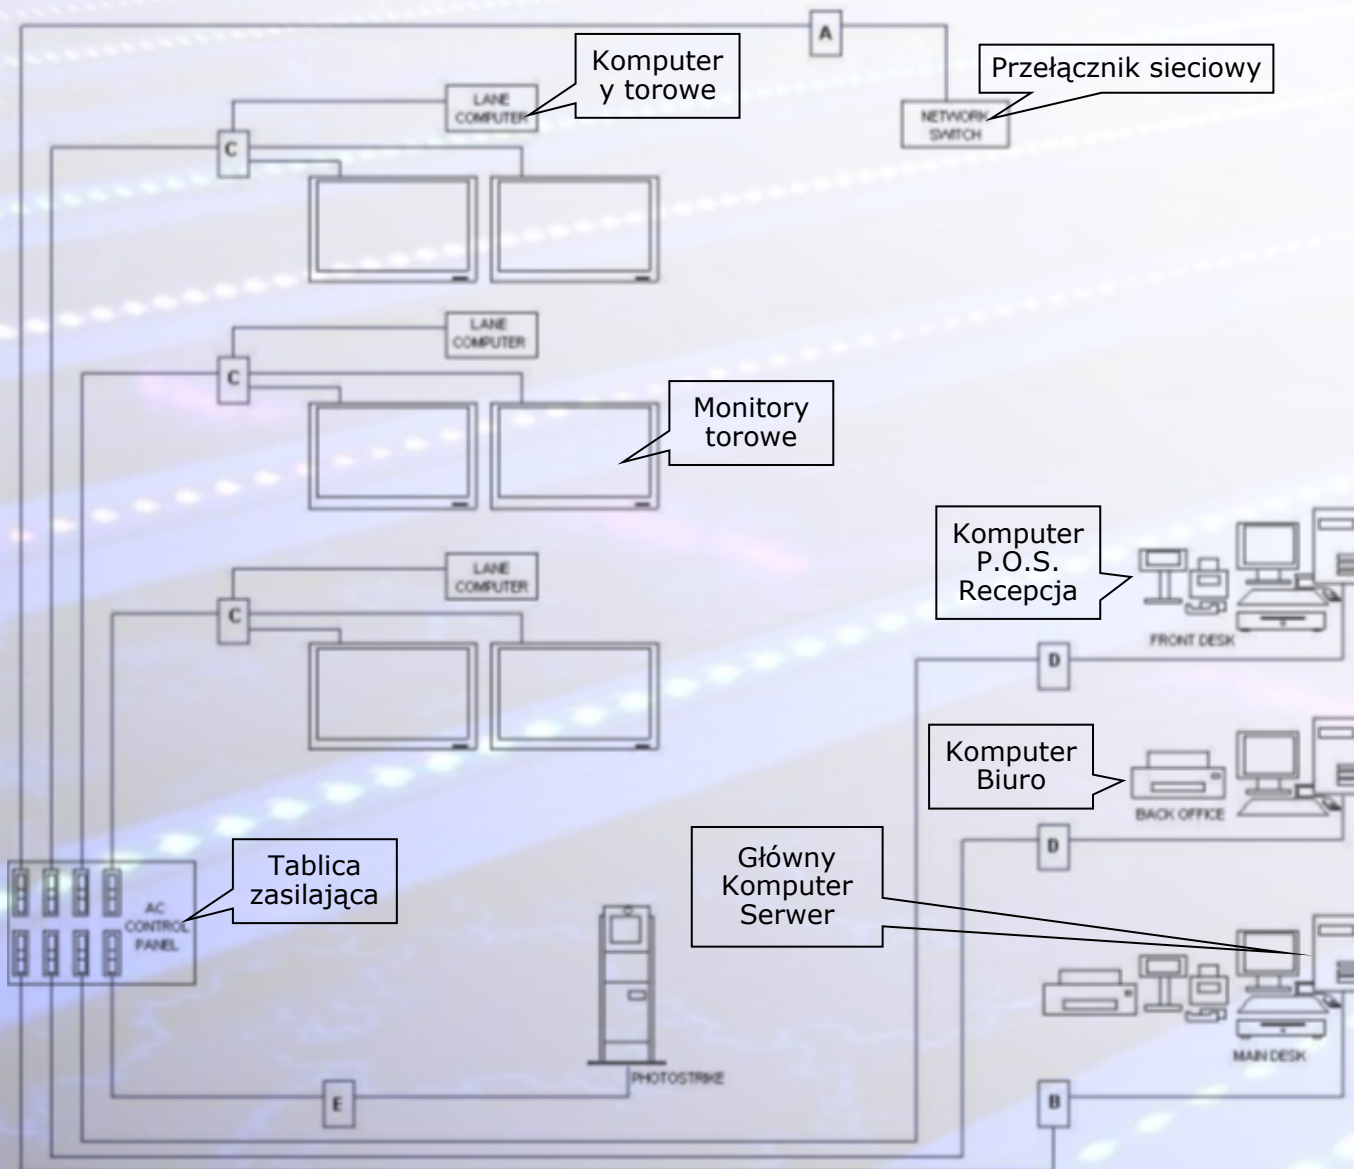 A
Komputer
y torowe
Przełącznik sieciowy
LANE
COMPUTER
NETWORK
SWITCH
C
LANE
COMPUTER
C
Monitory
torowe
Komputer
P.O.S.
Recepcja
LANE
COMPUTER
C
FRONT DESK
D
Komputer
Biuro
BACK OFFICE
D
Główny
Komputer
Serwer
Tablica
zasilająca
AC
CONTROL
PANEL
MAIN DESK
PHOTOSTRIKE
E
B